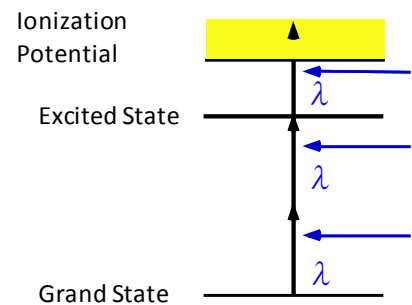 Ionization
Potential
λ
Excited State
λ
λ
Grand State